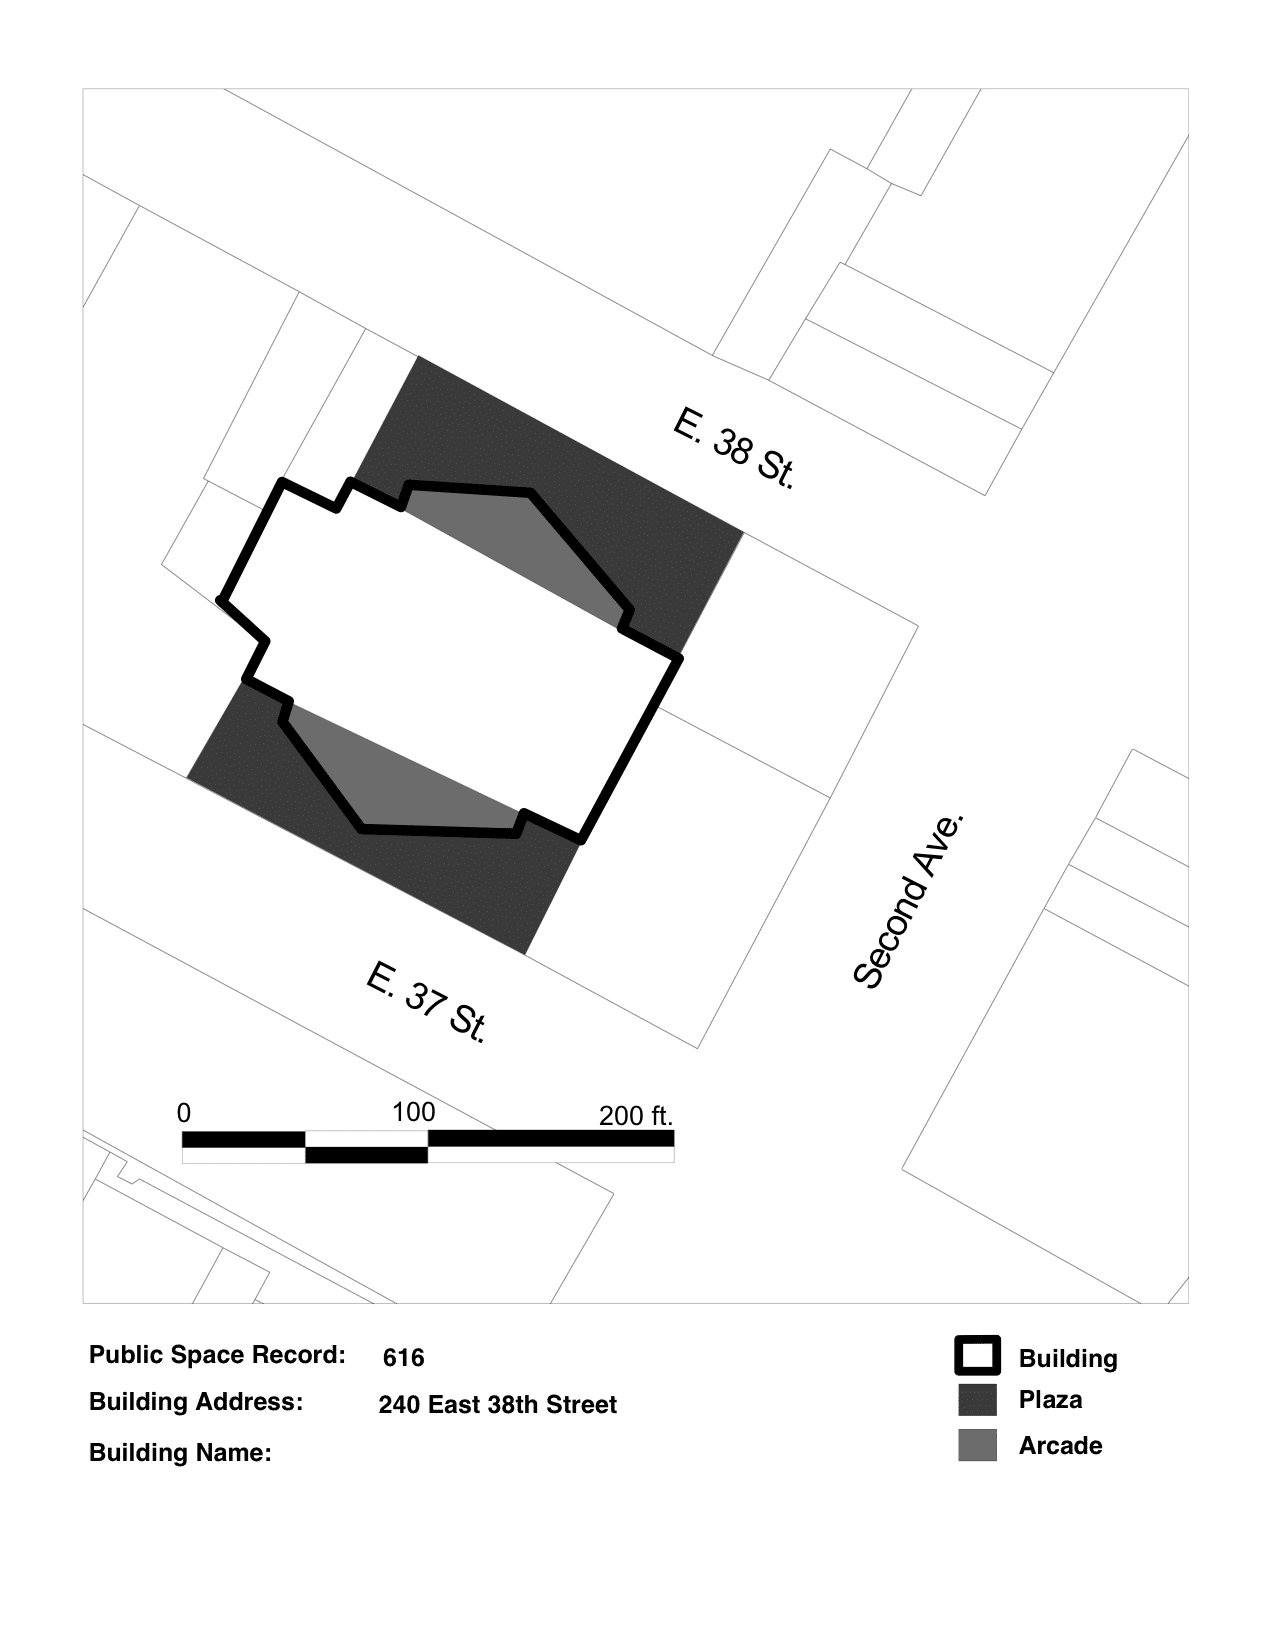 E. 38 St.
Second Ave.
E. 37 St.
0 100 200 ft.
Public Space Record: 616
Building Address: 240 East 38th Street
Building Name:
Building
Plaza
Arcade